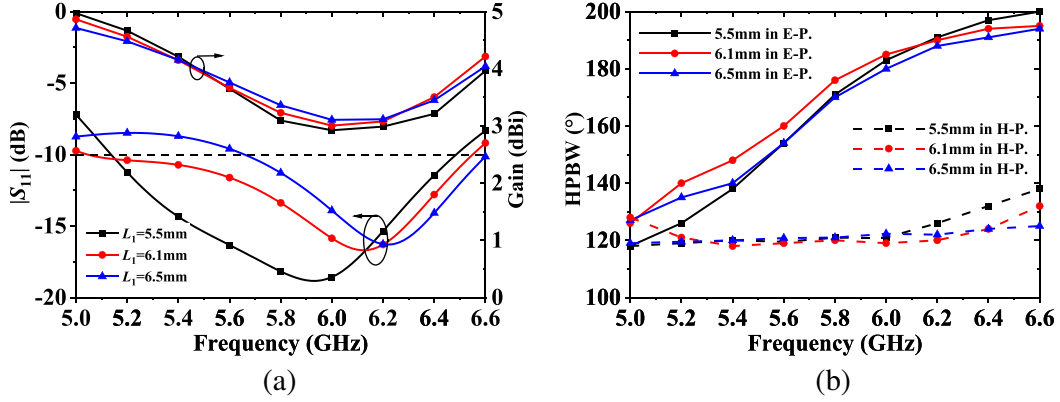 |S11| (dB)
0
-5
-10
-15
-20
5
4
3
2
1
0
Gain (dBi)
L1=5.5mm
L1=6.1mm
L1=6.5mm
5.0 5.2 5.4 5.6 5.8 6.0 6.2 6.4 6.6
Frequency (GHz)
(a)
HPBW (°)
200
180
160
140
120
100
5.5mm in E-P.
6.1mm in E-P.
6.5mm in E-P.
5.5mm in H-P.
6.1mm in H-P.
6.5mm in H-P.
5.0 5.2 5.4 5.6 5.8 6.0 6.2 6.4 6.6
Frequency (GHz)
(b)